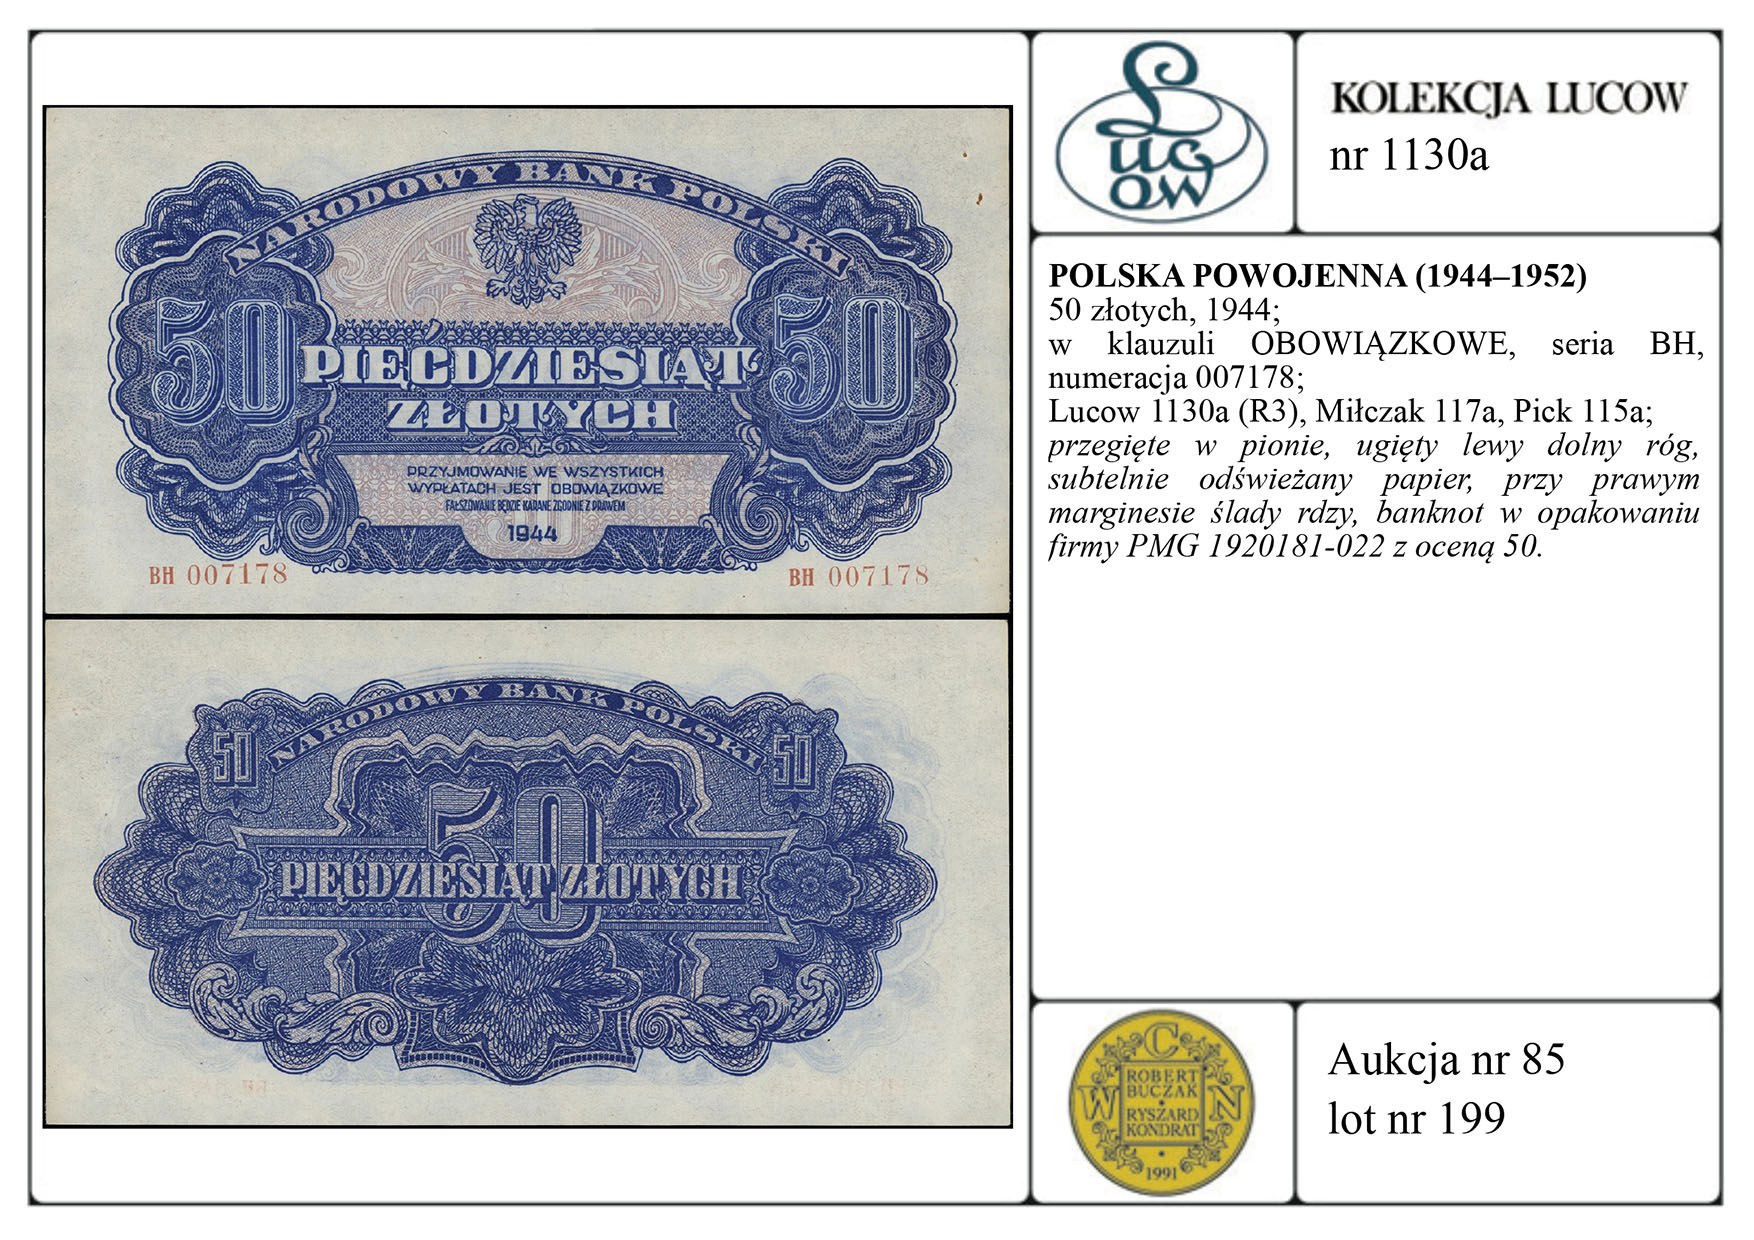 NARODOWY BANK POLSKI
50
50
PIĘĆDZIESIĄT
ZŁOTYCH
PRZYJMOWANIE WE WSZYSTKICH
WYPŁATACH JEST OBOWIĄZKOWE
FAŁSZOWANIE BĘDZIE KARANE ZGODNIE Z PRAWEM
1944
BH 007178
BH 007178
NARODOWY BANK POLSKI
50
50
50
PIĘĆDZIESIĄT ZŁOTYCH
Lucow
KOLEKCJA LUCOW
nr 1130a
POLSKA POWOJENNA (1944–1952)
50 złotych, 1944;
w klauzuli OBOWIĄZKOWE, seria BH,
numeracja 007178;
Lucow 1130a (R3), Miłczak 117a, Pick 115a;
przegięte w pionie, ugięty lewy dolny róg,
subtelnie odświeżany papier, przy prawym
marginesie ślady rdzy, banknot w opakowaniu
firmy PMG 1920181-022 z oceną 50.
W C N
ROBERT
BUCZAK
RYSZARD
KONDRAT
1991
Aukcja nr 85
lot nr 199